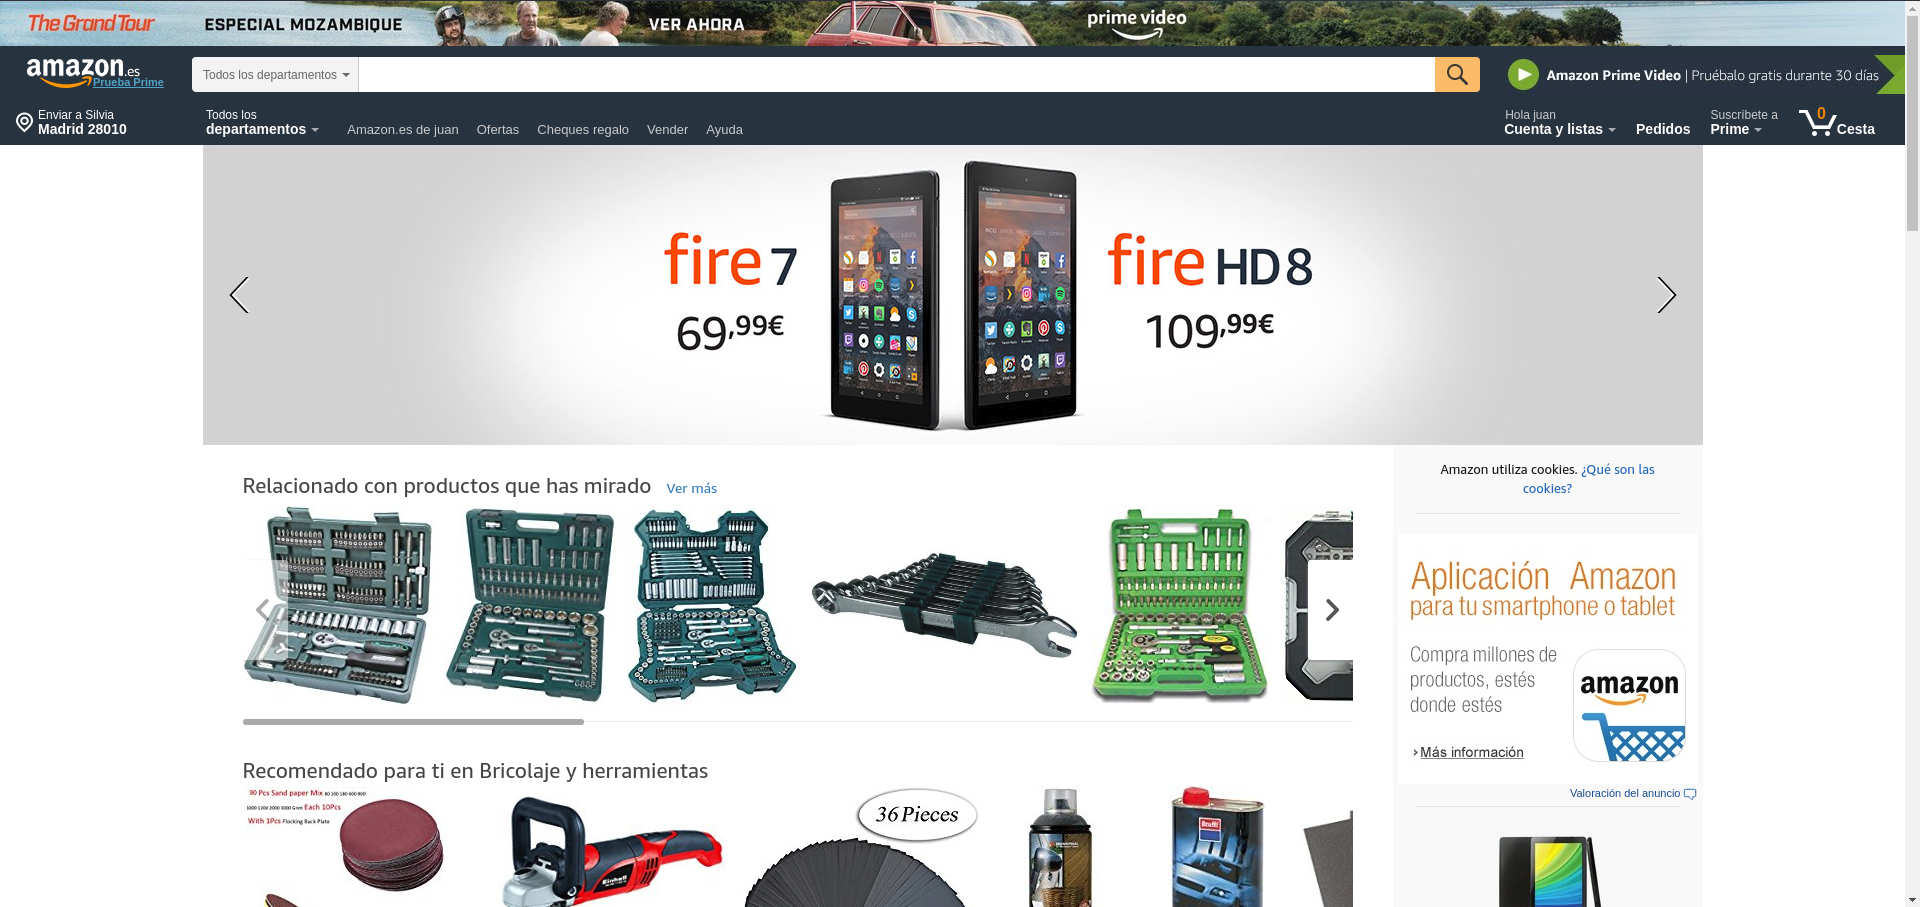 The Grand Tour
ESPECIAL MOZAMBIQUE
VER AHORA
prime video
amazon.es
Prueba Prime
Todos los departamentos
Amazon Prime Video | Pruébalo gratis durante 30 días
Enviar a Silvia
Madrid 28010
Todos los
departamentos
Amazon.es de juan
Ofertas
Cheques regalo
Vender
Ayuda
Hola juan
Cuenta y listas
Pedidos
Suscríbete a
Prime
0
Cesta
fire 7
69,99€
fire HD 8
109,99€
Relacionado con productos que has mirado
Ver más
Amazon utiliza cookies. ¿Qué son las
cookies?
Aplicación Amazon
para tu smartphone o tablet
Compra millones de
productos, estés
donde estés
amazon
Más información
Valoración del anuncio
Recomendado para ti en Bricolaje y herramientas
90 Pcs Sand paper Mix
Each 10Pcs
With 1Pcs Flocking Back Plate
Einhell
36 Pieces